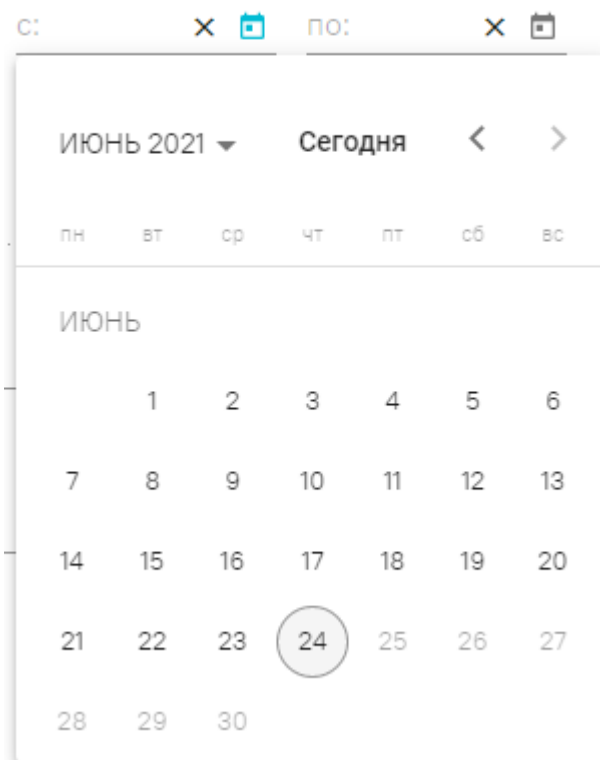 с: по:
ИЮНЬ 2021 Сегодня
пн вт ср чт пт сб вс
ИЮНЬ
1 2 3 4 5 6
7 8 9 10 11 12 13
14 15 16 17 18 19 20
21 22 23 24 25 26 27
28 29 30